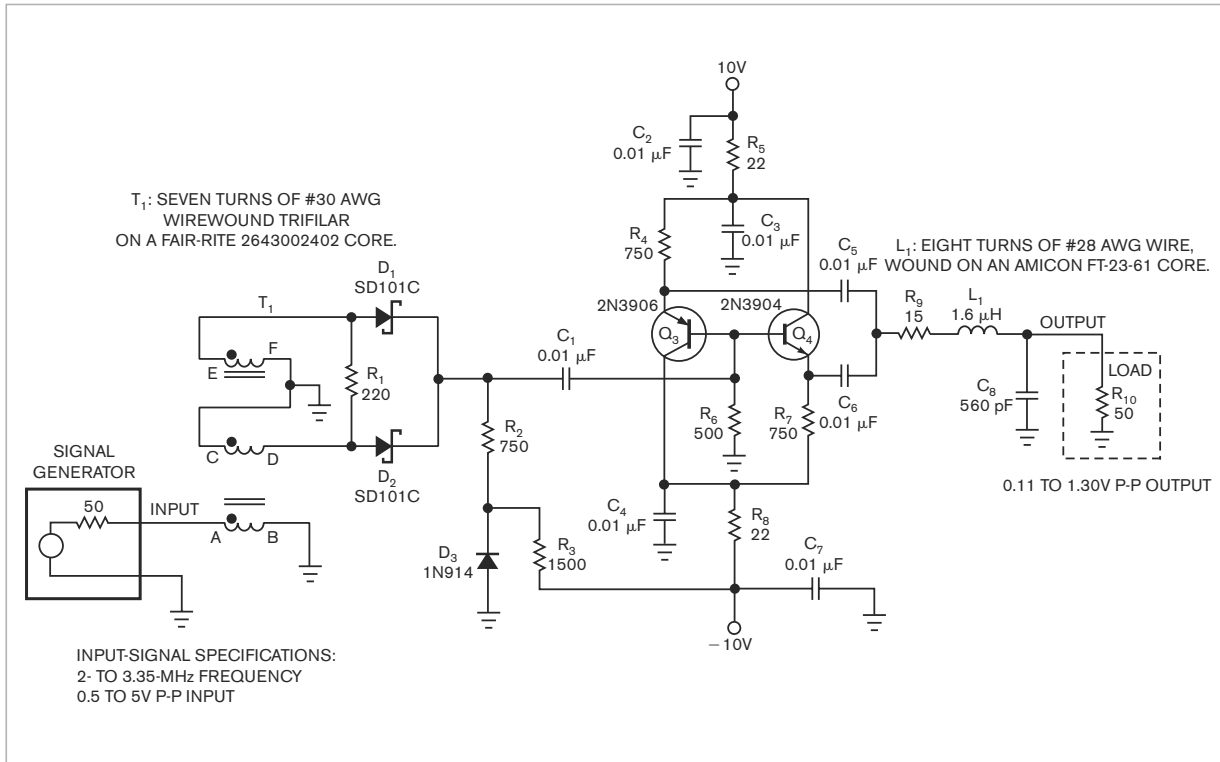 10V
C2
0.01 µF
R5
22
T1: SEVEN TURNS OF #30 AWG
WIREWOUND TRIFILAR
ON A FAIR-RITE 2643002402 CORE.
R4
750
C3
0.01 µF
C5
0.01 µF
L1: EIGHT TURNS OF #28 AWG WIRE,
WOUND ON AN AMICON FT-23-61 CORE.
D1
SD101C
T1
2N3906
2N3904
R9
15
L1
1.6 µH
OUTPUT
Q3
Q4
F
E
R1
220
C1
0.01 µF
C6
0.01 µF
C8
560 pF
LOAD
R10
50
R6
500
R7
750
C
D
D2
SD101C
R2
750
SIGNAL
GENERATOR
50
INPUT
A
B
0.11 TO 1.30V P-P OUTPUT
C4
0.01 µF
R8
22
D3
1N914
R3
1500
C7
0.01 µF
−10V
INPUT-SIGNAL SPECIFICATIONS:
2- TO 3.35-MHz FREQUENCY
0.5 TO 5V P-P INPUT